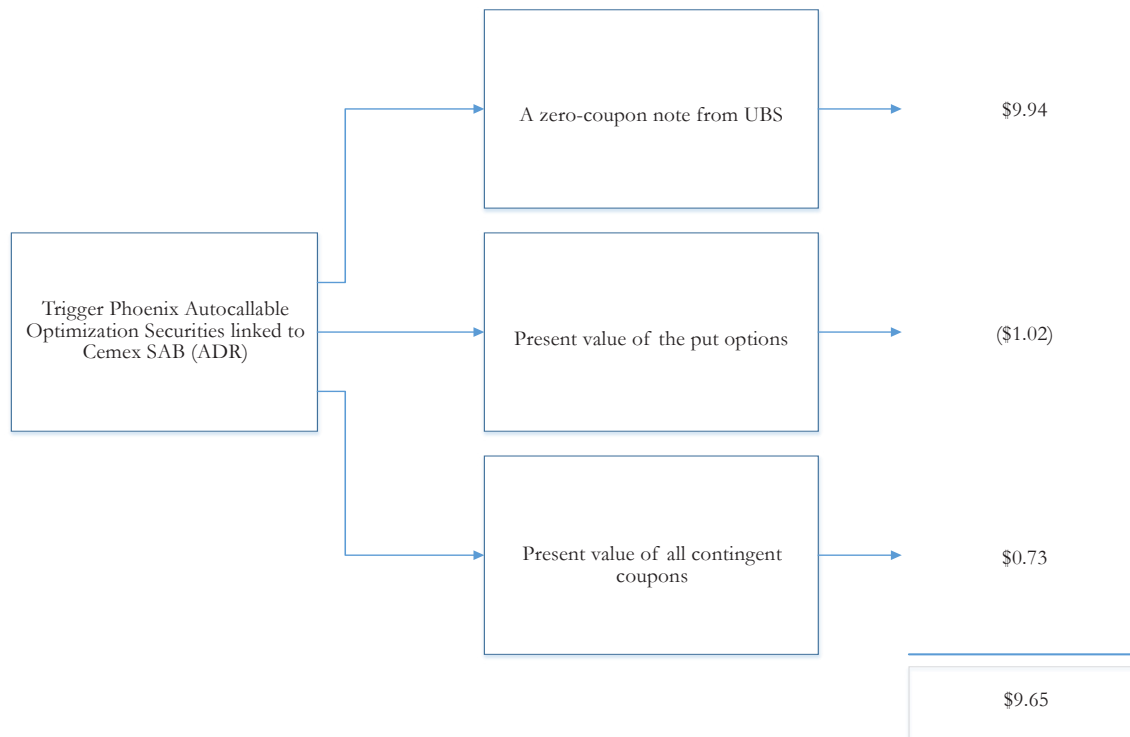 A zero-coupon note from UBS
$9.94
Trigger Phoenix Autocallable
Optimization Securities linked to
Cemex SAB (ADR)
Present value of the put options
($1.02)
Present value of all contingent
coupons
$0.73
$9.65